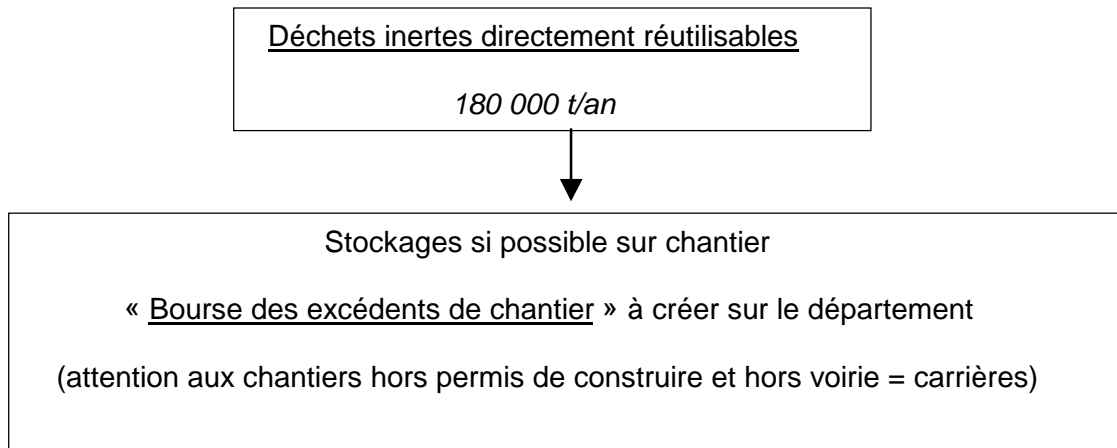 Déchets inertes directement réutilisables
180 000 t/an
Stockages si possible sur chantier
« Bourse des excédents de chantier » à créer sur le département
(attention aux chantiers hors permis de construire et hors voirie = carrières)